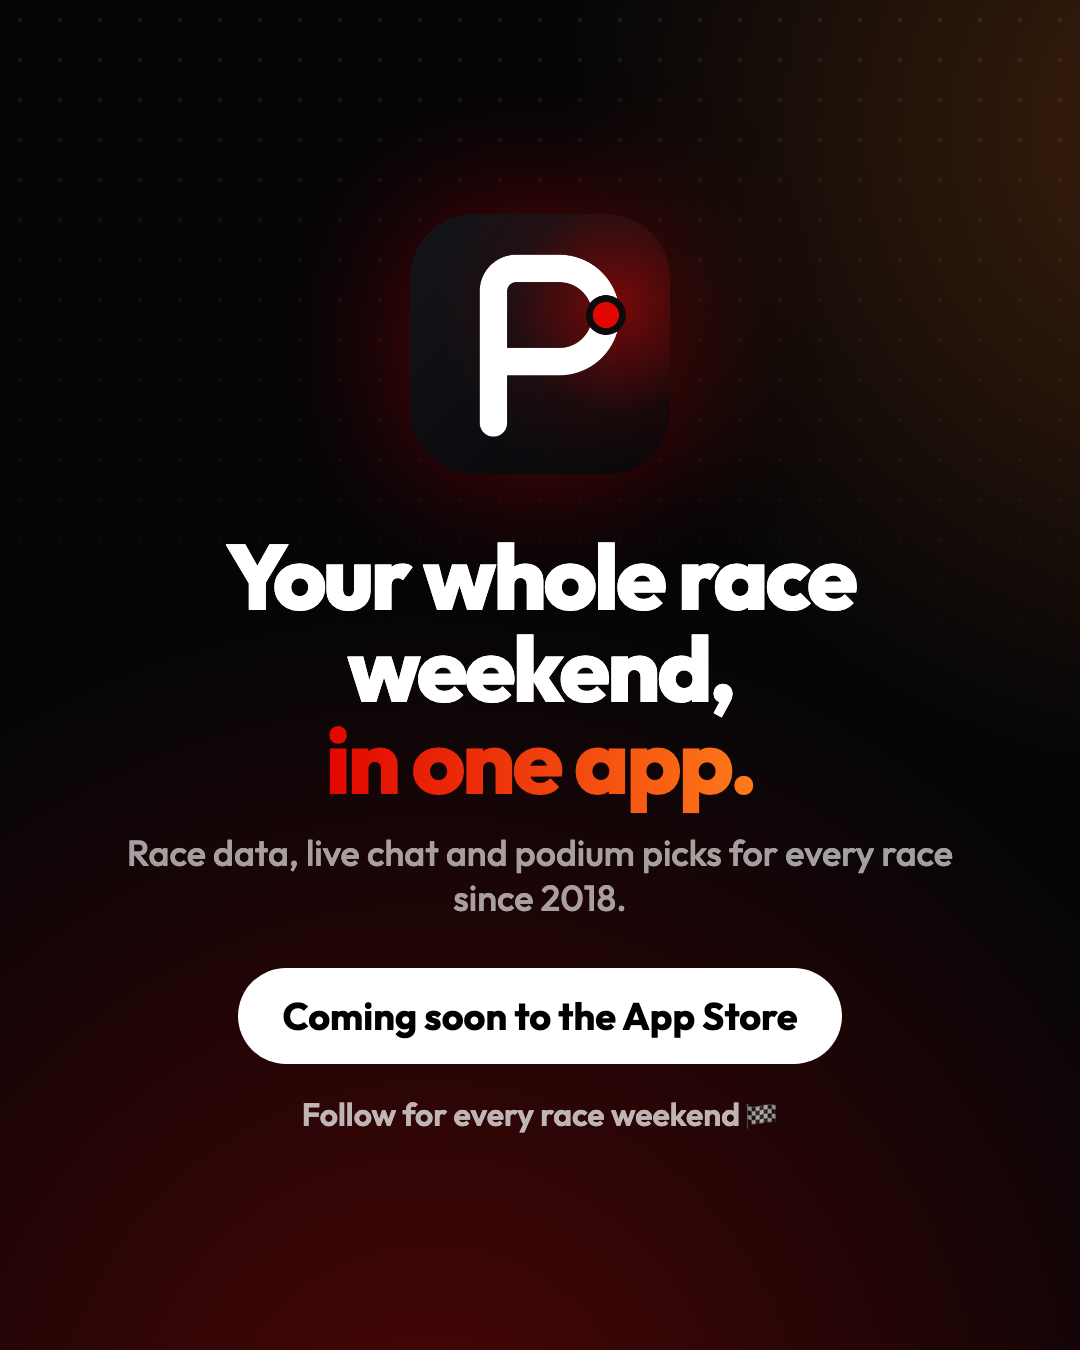 P
Your whole race
weekend,
in one app.
Race data, live chat and podium picks for every race
since 2018.
Coming soon to the App Store
Follow for every race weekend 🏁